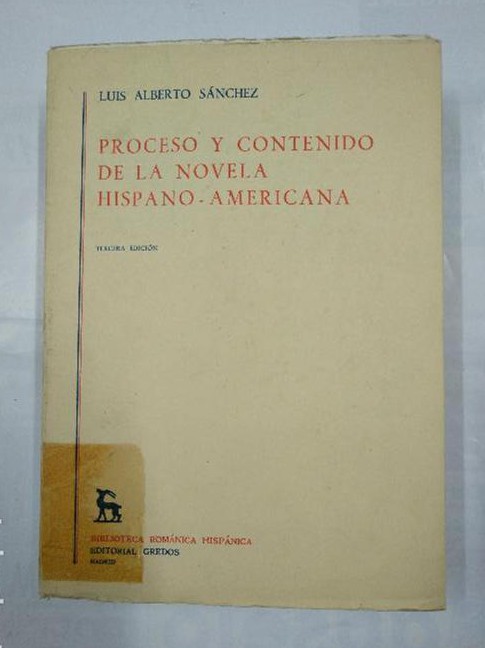 LUIS ALBERTO SÁNCHEZ
PROCESO Y CONTENIDO
DE LA NOVELA
HISPANO-AMERICANA
TERCERA EDICIÓN
BIBLIOTECA ROMÁNICA HISPÁNICA
EDITORIAL GREDOS
MADRID